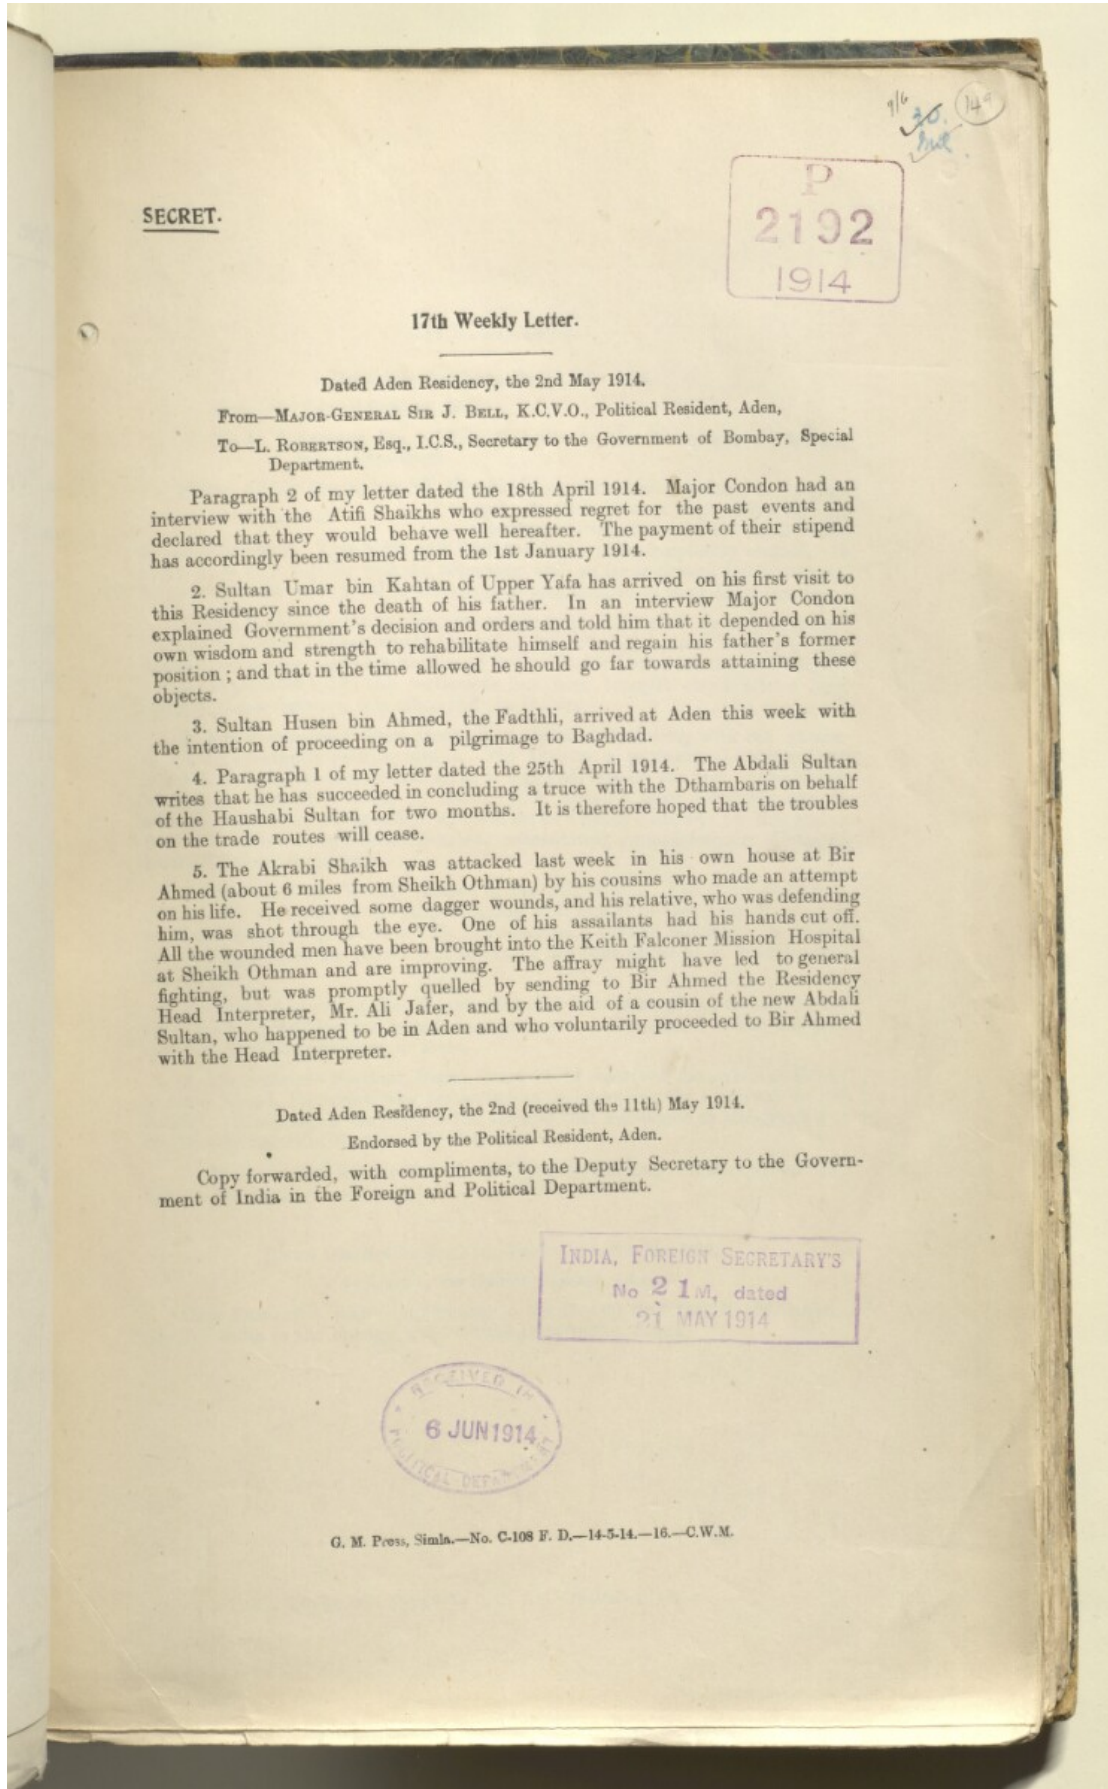 9/6
149
P
2192
1914
SECRET.
17th Weekly Letter.
Dated Aden Residency, the 2nd May 1914.
From—MAJOR-GENERAL SIR J. BELL, K.C.V.O., Political Resident, Aden,
To—L. ROBERTSON, Esq., I.C.S., Secretary to the Government of Bombay, Special
Department.
Paragraph 2 of my letter dated the 18th April 1914. Major Condon had an
interview with the Atifi Shaikhs who expressed regret for the past events and
declared that they would behave well hereafter. The payment of their stipend
has accordingly been resumed from the 1st January 1914.
2. Sultan Umar bin Kahtan of Upper Yafa has arrived on his first visit to
this Residency since the death of his father. In an interview Major Condon
explained Government's decision and orders and told him that it depended on his
own wisdom and strength to rehabilitate himself and regain his father's former
position ; and that in the time allowed he should go far towards attaining these
objects.
3. Sultan Husen bin Ahmed, the Fadthli, arrived at Aden this week with
the intention of proceeding on a pilgrimage to Baghdad.
4. Paragraph 1 of my letter dated the 25th April 1914. The Abdali Sultan
writes that he has succeeded in concluding a truce with the Dthambaris on behalf
of the Haushabi Sultan for two months. It is therefore hoped that the troubles
on the trade routes will cease.
5. The Akrabi Shaikh was attacked last week in his own house at Bir
Ahmed (about 6 miles from Sheikh Othman) by his cousins who made an attempt
on his life. He received some dagger wounds, and his relative, who was defending
him, was shot through the eye. One of his assailants had his hands cut off.
All the wounded men have been brought into the Keith Falconer Mission Hospital
at Sheikh Othman and are improving. The affray might have led to general
fighting, but was promptly quelled by sending to Bir Ahmed the Residency
Head Interpreter, Mr. Ali Jafer, and by the aid of a cousin of the new Abdali
Sultan, who happened to be in Aden and who voluntarily proceeded to Bir Ahmed
with the Head Interpreter.
Dated Aden Residency, the 2nd (received the 11th) May 1914.
Endorsed by the Political Resident, Aden.
Copy forwarded, with compliments, to the Deputy Secretary to the Govern-
ment of India in the Foreign and Political Department.
INDIA, FOREIGN SECRETARY'S
No 21 M, dated
21 MAY 1914
RECEIVED IN
6 JUN 1914
POLITICAL DEPARTMENT
G. M. Press, Simla.—No. C-108 F. D.—14-5-14.—16.—C.W.M.